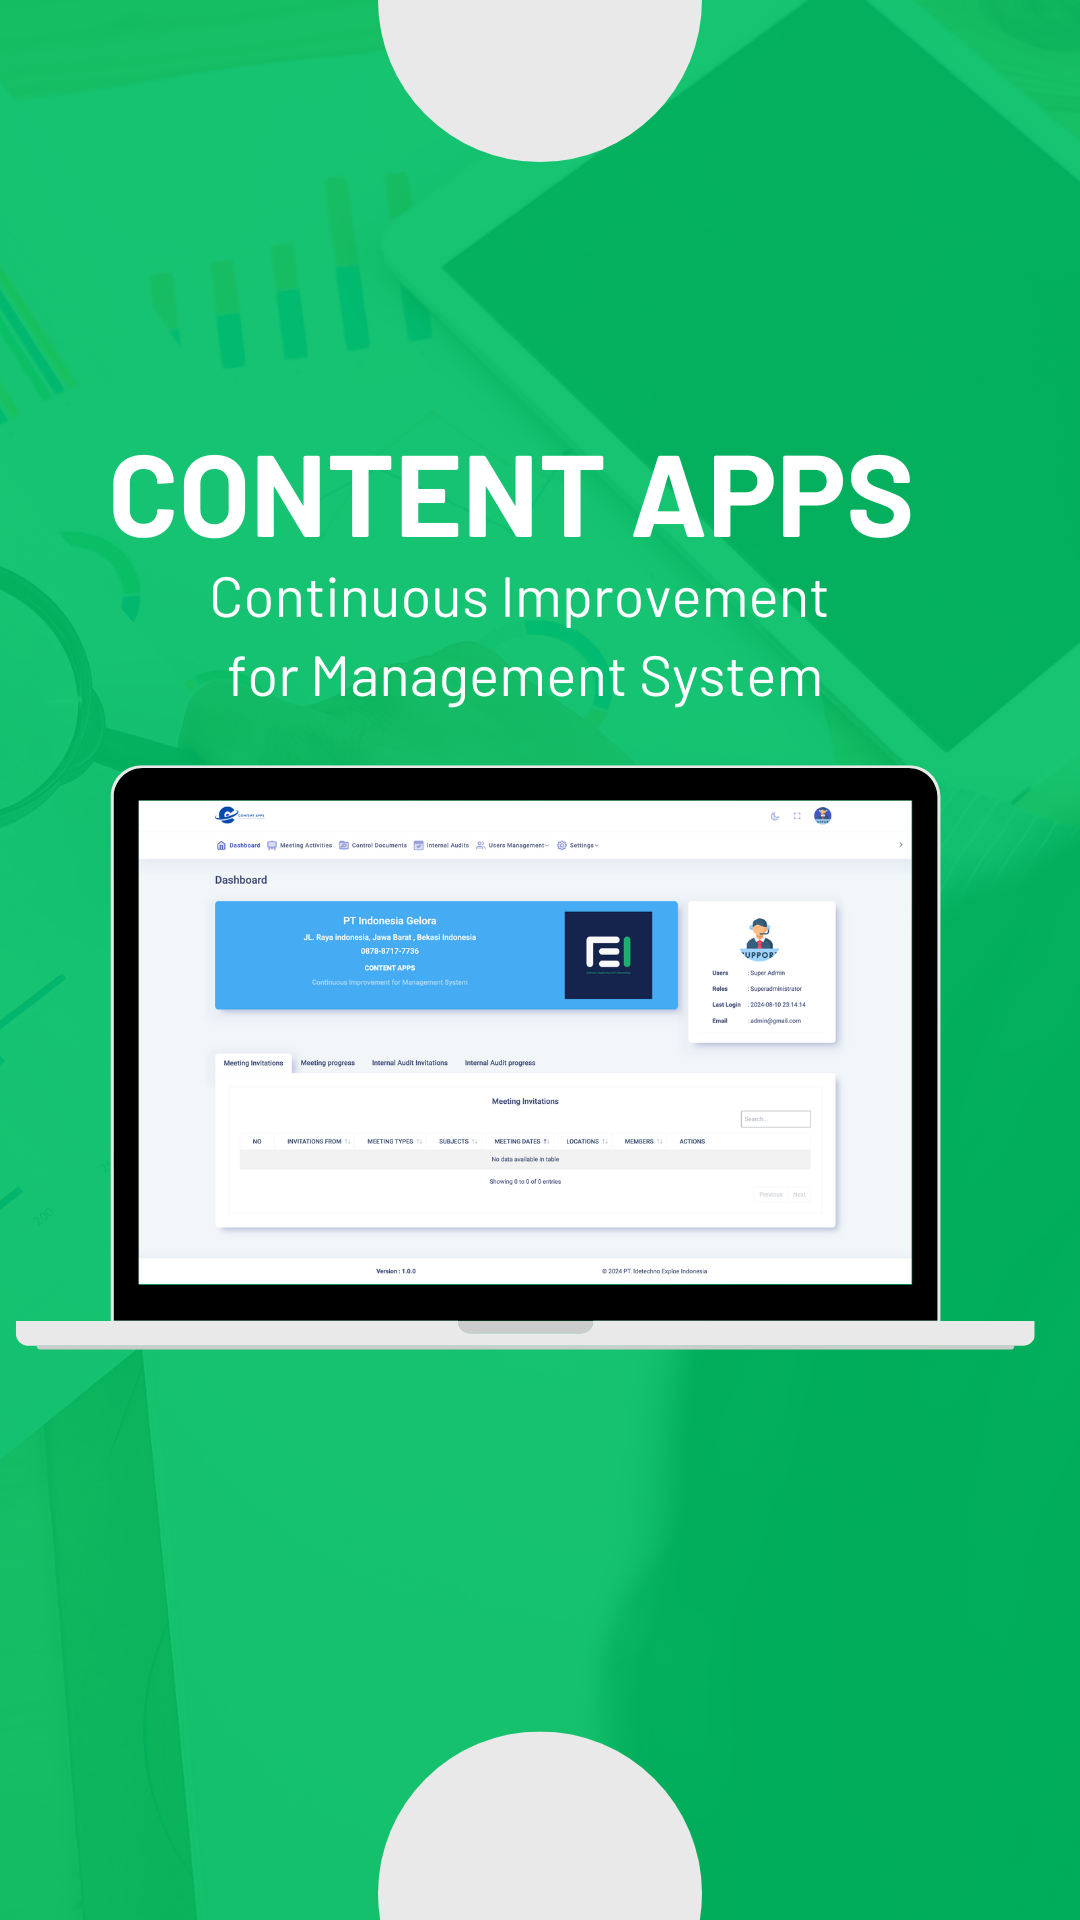 CONTENT APPS
Continuous Improvement
for Management System
CONTENT APPS
Dashboard Meeting Activities Control Documents Internal Audits Users Management Settings
Dashboard
PT Indonesia Gelora
JL. Raya indonesia, Jawa Barat , Bekasi Indonesia
0878-8717-7736
CONTENT APPS
Continuous Improvement for Management System
SUPPORT
Users : Super Admin
Roles : Superadministrator
Last Login : 2024-08-10 23:14:14
Email : admin@gmail.com
Meeting Invitations Meeting progress Internal Audit Invitations Internal Audit progress
Meeting Invitations
Search...
NO INVITATIONS FROM MEETING TYPES SUBJECTS MEETING DATES LOCATIONS MEMBERS ACTIONS
No data available in table
Showing 0 to 0 of 0 entries
Previous Next
Version : 1.0.0 © 2024 PT. Idetechno Exploe Indonesia
200